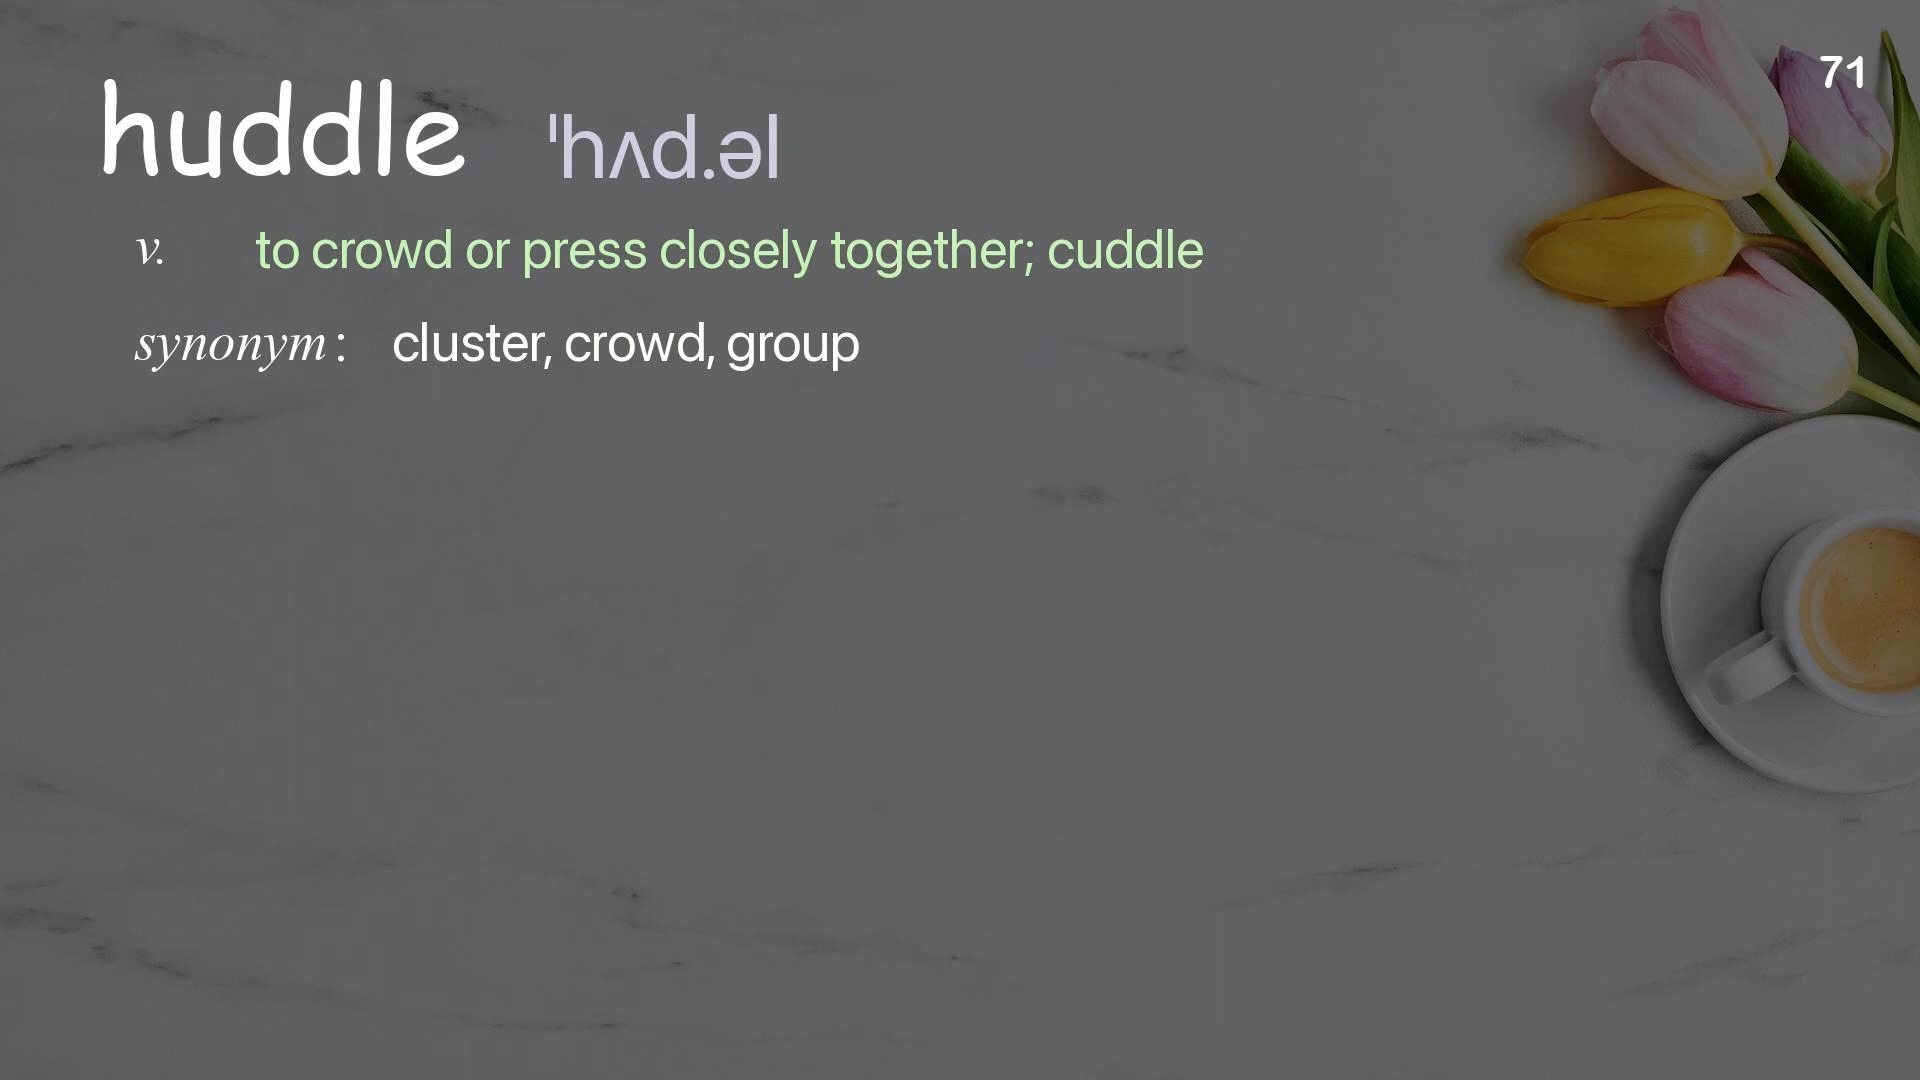 71
huddle ˈhʌd.əl
v. to crowd or press closely together; cuddle
synonym : cluster, crowd, group